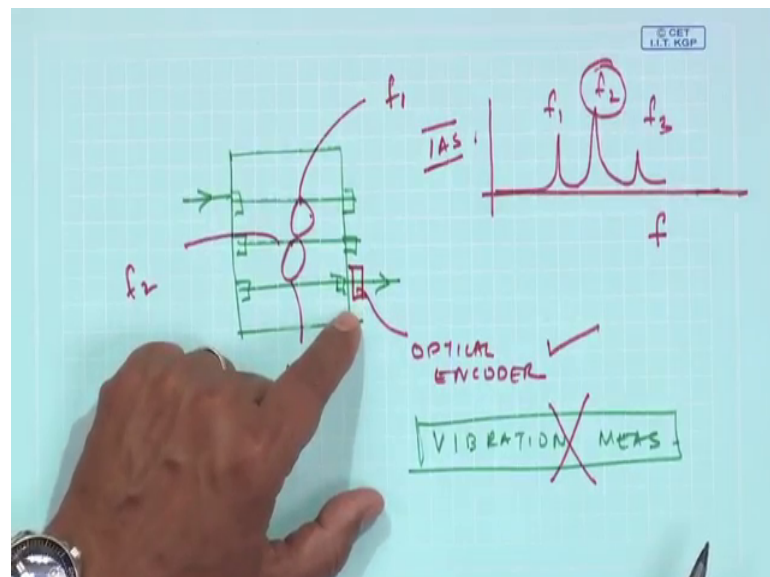 © CET
I.I.T. KGP
f₁
IAS.
f₁
f₂
f₃
f
f₂
OPTICAL
ENCODER
VIBRATION MEAS.